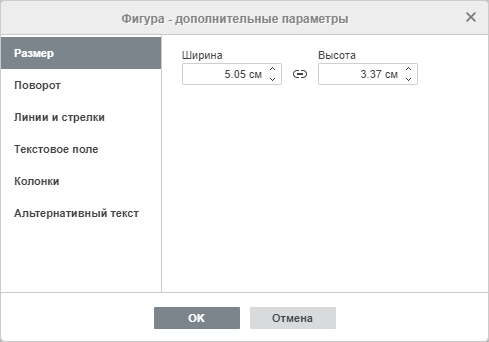 Фигура - дополнительные параметры
Размер
Поворот
Линии и стрелки
Текстовое поле
Колонки
Альтернативный текст
Ширина Высота
5.05 см 3.37 см
OK Отмена